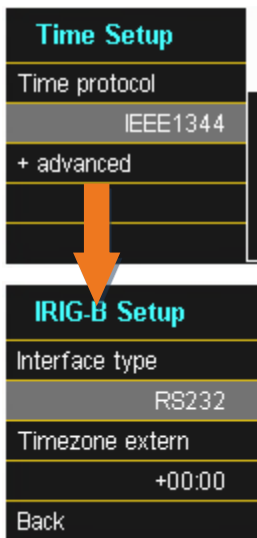 Time Setup
Time protocol
IEEE1344
+ advanced
IRIG-B Setup
Interface type
RS232
Timezone extern
+00:00
Back